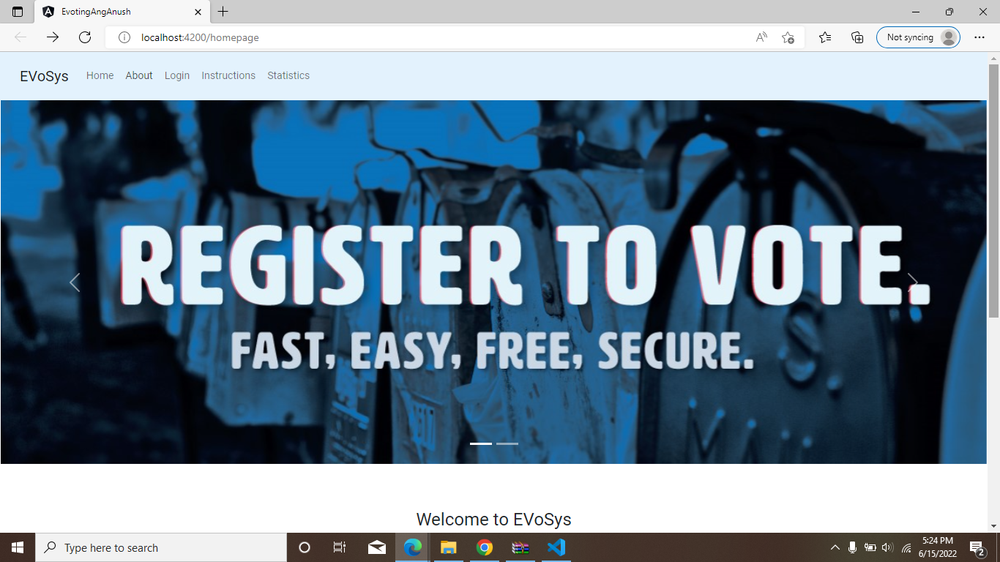 EvotingAngAnush
localhost:4200/homepage
Not syncing
EVoSys Home About Login Instructions Statistics
REGISTER TO VOTE.
FAST, EASY, FREE, SECURE.
S.
MA
Welcome to EVoSys
Type here to search
5:24 PM
6/15/2022
2